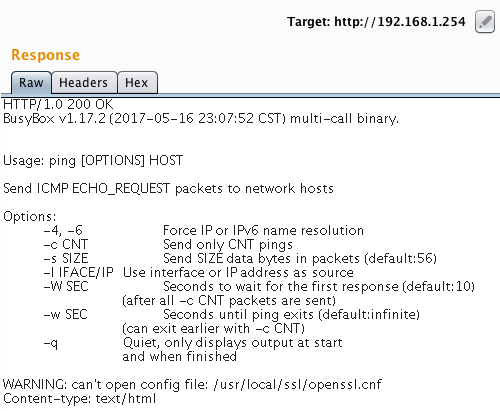 Target: http://192.168.1.254
Response
Raw Headers Hex
HTTP/1.0 200 OK
BusyBox v1.17.2 (2017-05-16 23:07:52 CST) multi-call binary.
Usage: ping [OPTIONS] HOST
Send ICMP ECHO_REQUEST packets to network hosts
Options:
-4, -6 Force IP or IPv6 name resolution
-c CNT Send only CNT pings
-s SIZE Send SIZE data bytes in packets (default:56)
-I IFACE/IP Use interface or IP address as source
-W SEC Seconds to wait for the first response (default:10)
(after all -c CNT packets are sent)
-w SEC Seconds until ping exits (default:infinite)
(can exit earlier with -c CNT)
-q Quiet, only displays output at start
and when finished
WARNING: can't open config file: /usr/local/ssl/openssl.cnf
Content-type: text/html